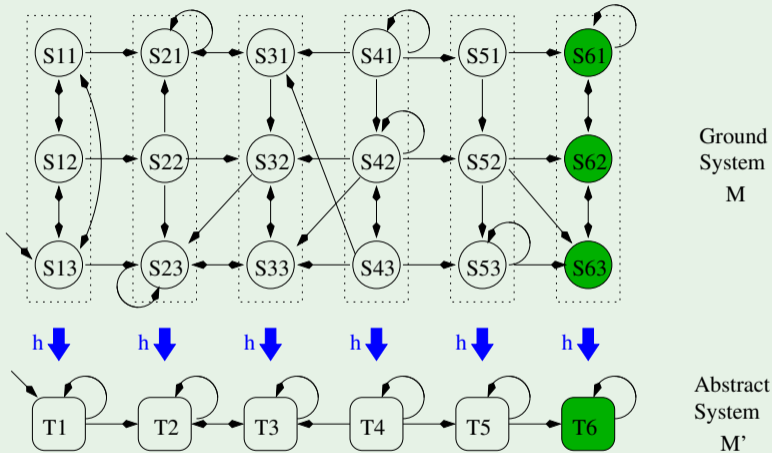 S11 S21 S31 S41 S51 S61
S12 S22 S32 S42 S52 S62
Ground
System
M
S13 S23 S33 S43 S53 S63
h h h h h h
T1 T2 T3 T4 T5 T6
Abstract
System
M'